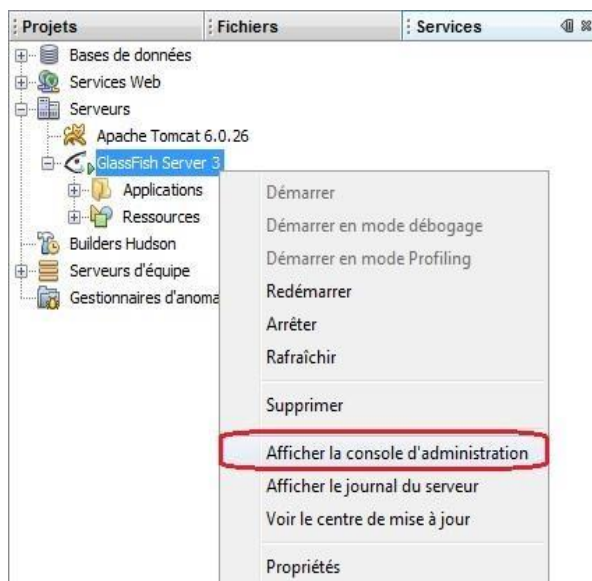 Projets
Fichiers
Services
Bases de données
Services Web
Serveurs
Apache Tomcat 6.0.26
GlassFish Server 3
Applications
Ressources
Builders Hudson
Serveurs d'équipe
Gestionnaires d'anoma
Démarrer
Démarrer en mode débogage
Démarrer en mode Profiling
Redémarrer
Arrêter
Rafraîchir
Supprimer
Afficher la console d'administration
Afficher le journal du serveur
Voir le centre de mise à jour
Propriétés